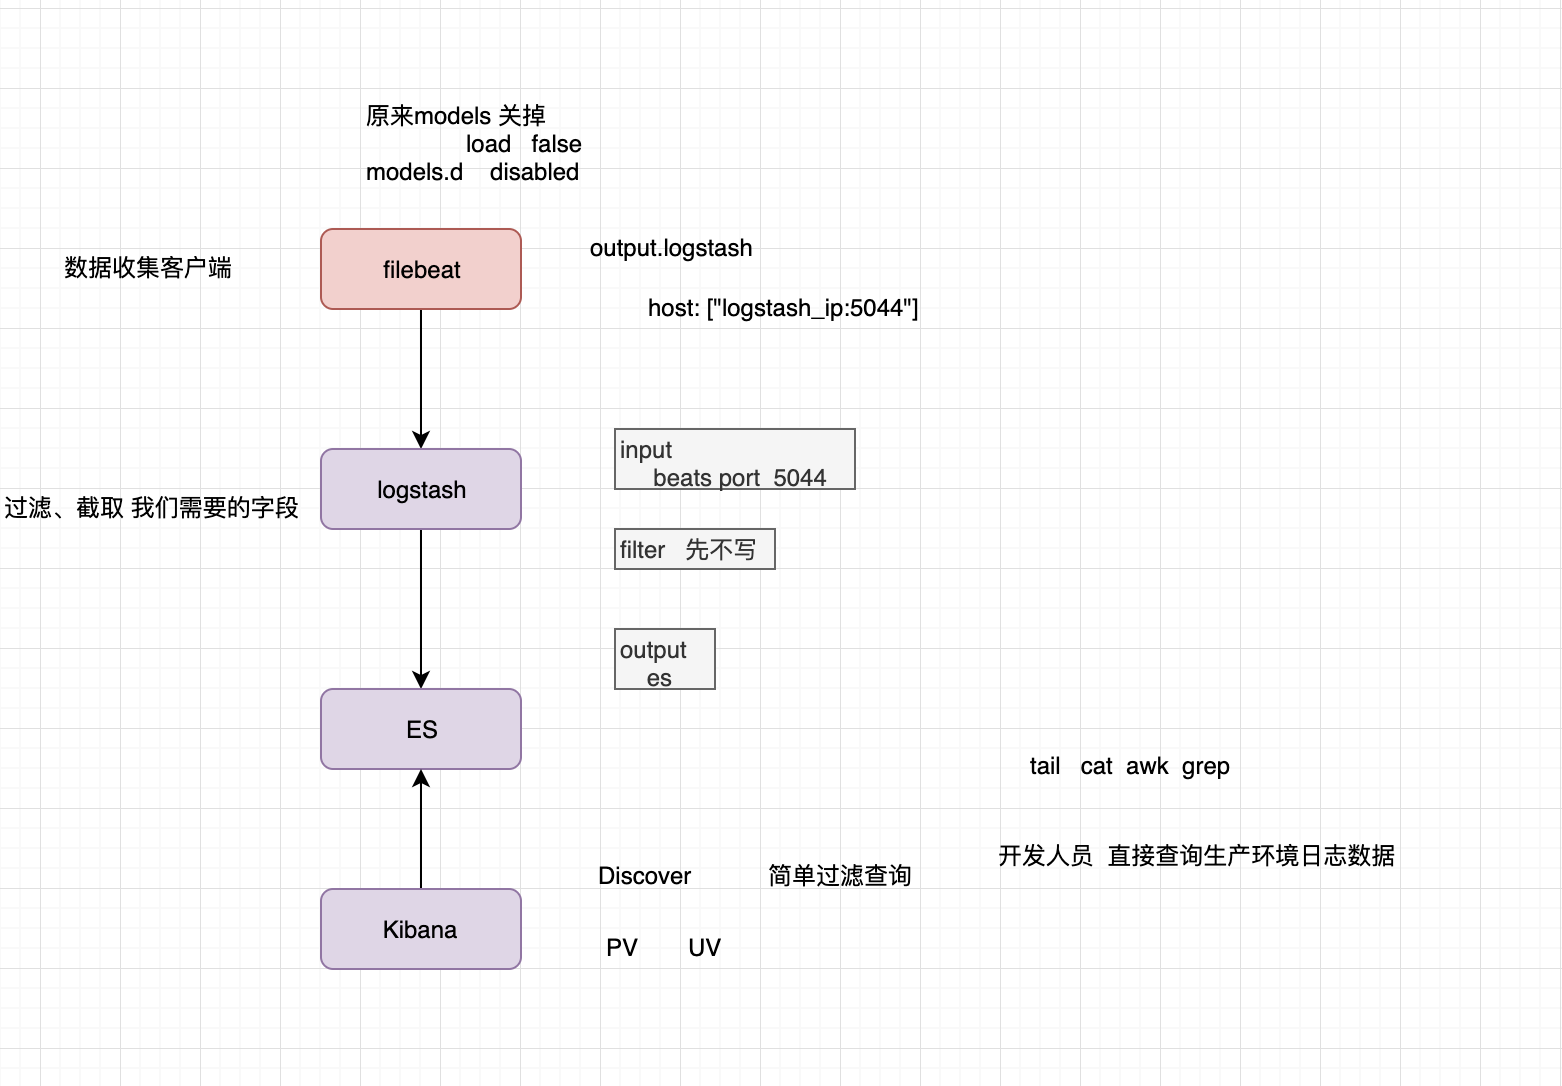 原来models 关掉
load false
models.d disabled
数据收集客户端
filebeat
output.logstash
host: ["logstash_ip:5044"]
过滤、截取 我们需要的字段
logstash
input
beats port 5044
filter 先不写
output
es
ES
tail cat awk grep
开发人员 直接查询生产环境日志数据
Discover 简单过滤查询
Kibana
PV UV